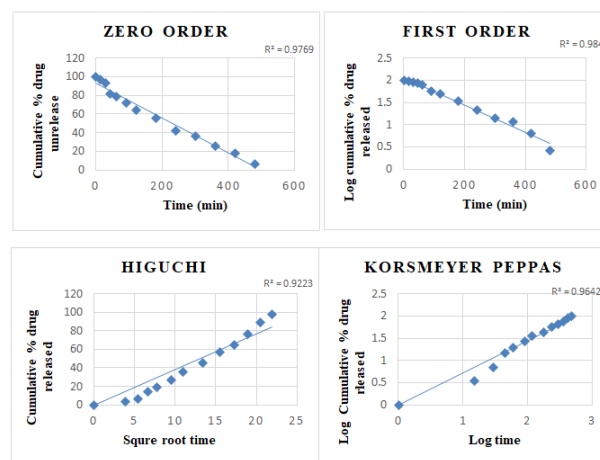 ZERO ORDER
R² = 0.9769
Cumulative % drug
unrelease
120
100
80
60
40
20
0
0 200 400 600
Time (min)
FIRST ORDER
R² = 0.984
Log cumulative % drug
released
2.5
2
1.5
1
0.5
0
0 200 400 600
Time (min)
HIGUCHI
R² = 0.9223
Cumulative % drug
released
120
100
80
60
40
20
0
0 5 10 15 20 25
Squre root time
KORSMEYER PEPPAS
R² = 0.9642
Log Cumulative % drug
rleased
2.5
2
1.5
1
0.5
0
0 1 2 3
Log time